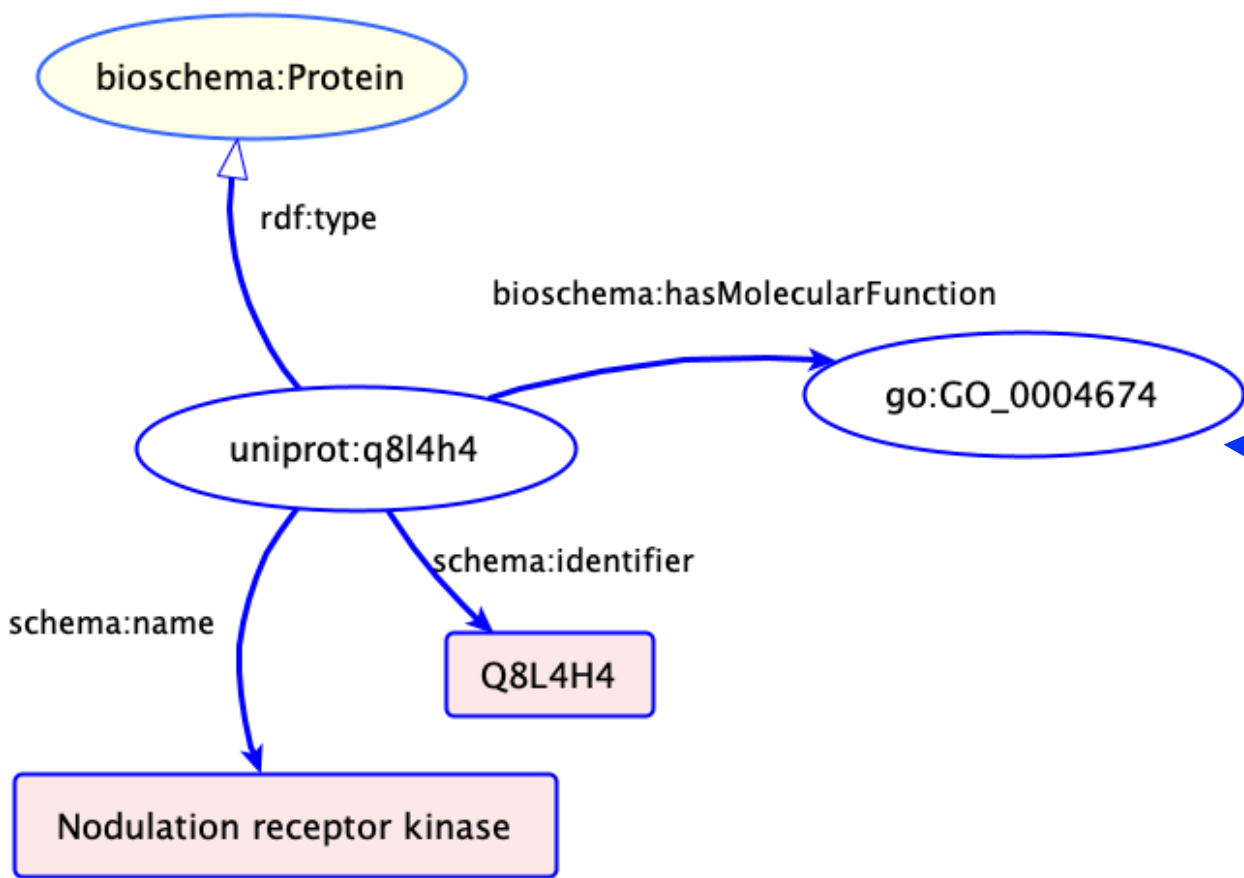 bioschema:Protein
rdf:type
bioschema:hasMolecularFunction
go:GO_0004674
uniprot:q8l4h4
schema:identifier
schema:name
Q8L4H4
Nodulation receptor kinase